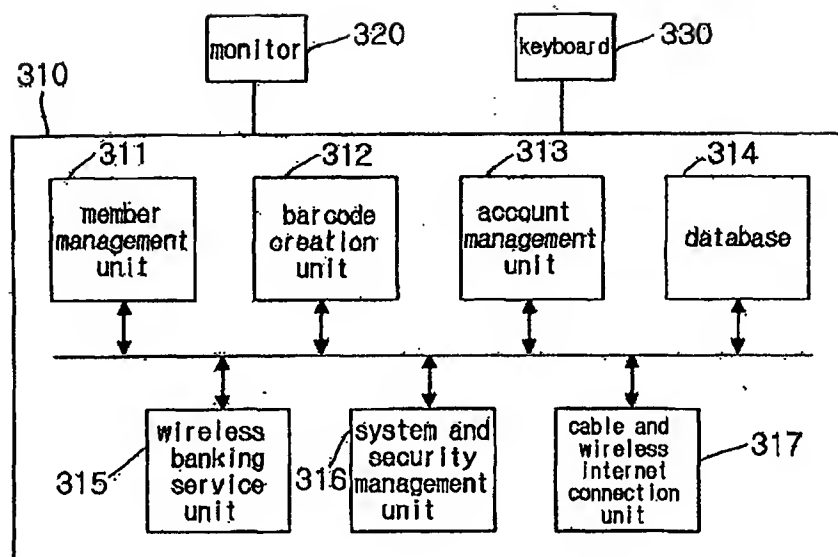 monitor
320
keyboard
330
310
311
312
313
314
member
management
unit
barcode
creation
unit
account
management
unit
database
wireless
banking
service
unit
315
system and
security
management
unit
316
cable and
wireless
internet
connection
unit
317